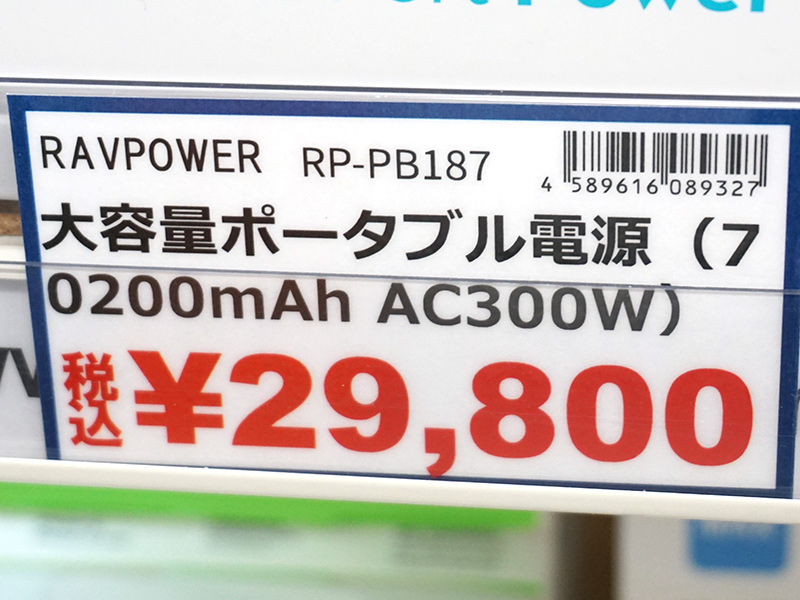 Power
RAVPOWER RP-PB187
4 589616 089327
大容量ポータブル電源（7
0200mAh AC300W）
税込 ¥29,800